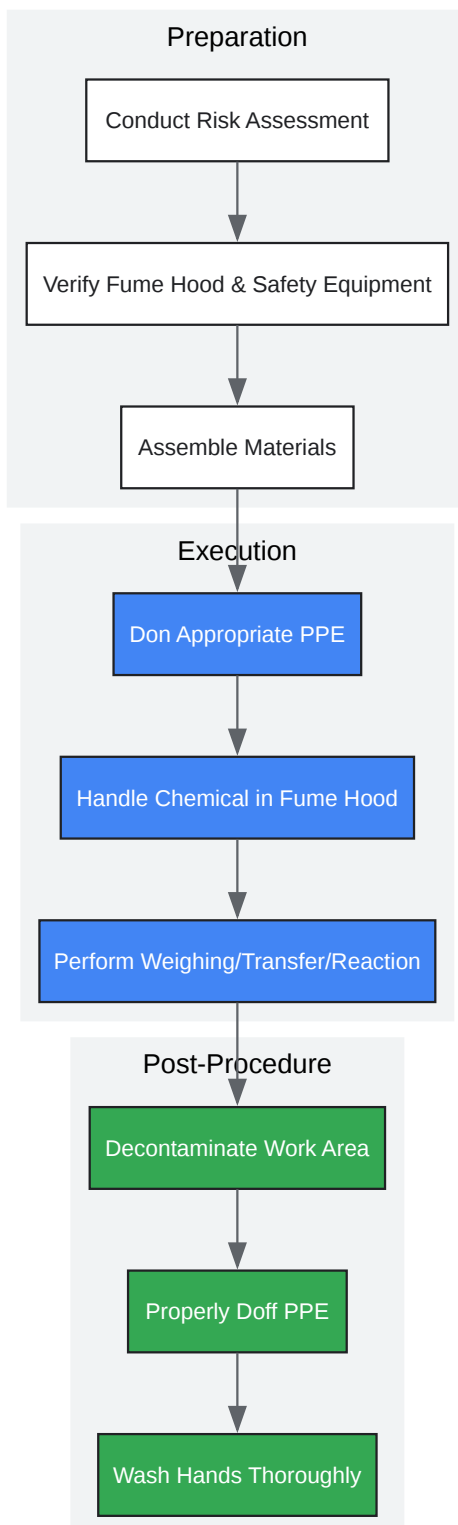 Preparation
Conduct Risk Assessment
Verify Fume Hood & Safety Equipment
Assemble Materials
Execution
Don Appropriate PPE
Handle Chemical in Fume Hood
Perform Weighing/Transfer/Reaction
Post-Procedure
Decontaminate Work Area
Properly Doff PPE
Wash Hands Thoroughly